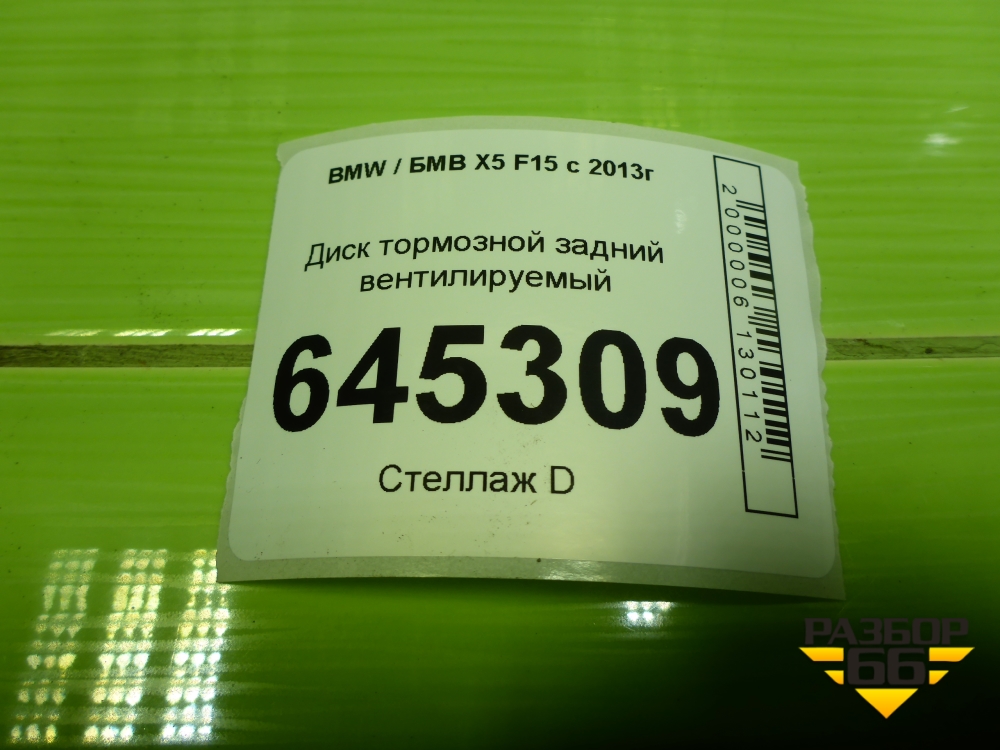 BMW / БМВ X5 F15 с 2013г
Диск тормозной задний
вентилируемый
645309
Стеллаж D
2000006130112
РАЗБОР
66